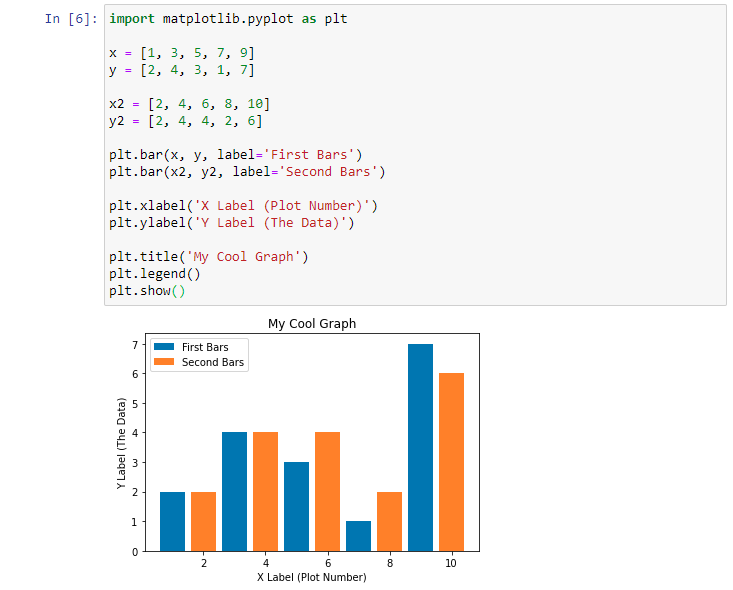 In [6]: import matplotlib.pyplot as plt
x = [1, 3, 5, 7, 9]
y = [2, 4, 3, 1, 7]
x2 = [2, 4, 6, 8, 10]
y2 = [2, 4, 4, 2, 6]
plt.bar(x, y, label='First Bars')
plt.bar(x2, y2, label='Second Bars')
plt.xlabel('X Label (Plot Number)')
plt.ylabel('Y Label (The Data)')
plt.title('My Cool Graph')
plt.legend()
plt.show()
My Cool Graph
First Bars
Second Bars
Y Label (The Data)
7
6
5
4
3
2
1
0
2 4 6 8 10
X Label (Plot Number)